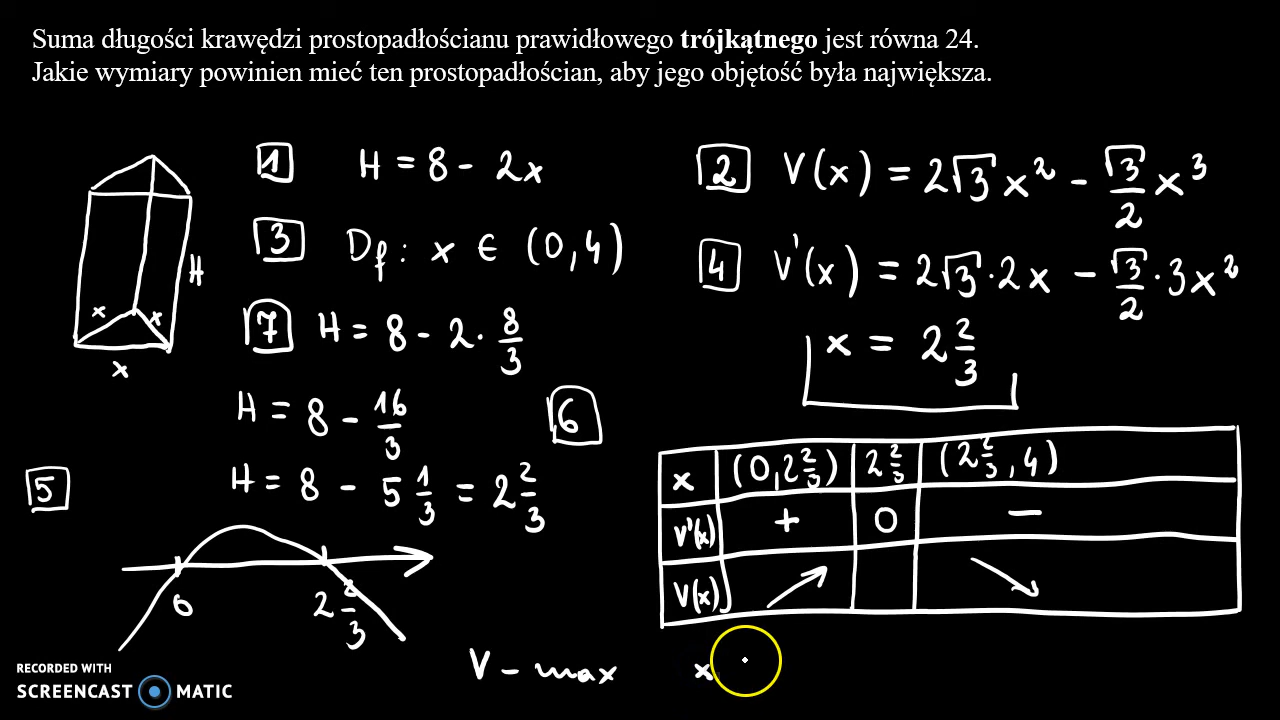 Suma długości krawędzi prostopadłościanu prawidłowego trójkątnego jest równa 24.
Jakie wymiary powinien mieć ten prostopadłościan, aby jego objętość była największa.
1 H = 8 - 2x
2 V(x) = 2√3 x² - √3/2 x³
3 Df: x ∈ (0,4)
4 V'(x) = 2√3 · 2x - √3/2 · 3x²
x = 2 2/3
H
x x
x
7 H = 8 - 2 · 8/3
H = 8 - 16/3
H = 8 - 5 1/3 = 2 2/3
5
0 2 2/3
6
x (0, 2 2/3) 2 2/3 (2 2/3, 4)
V'(x) + 0 -
V(x)
V - max x
RECORDED WITH
SCREENCAST MATIC